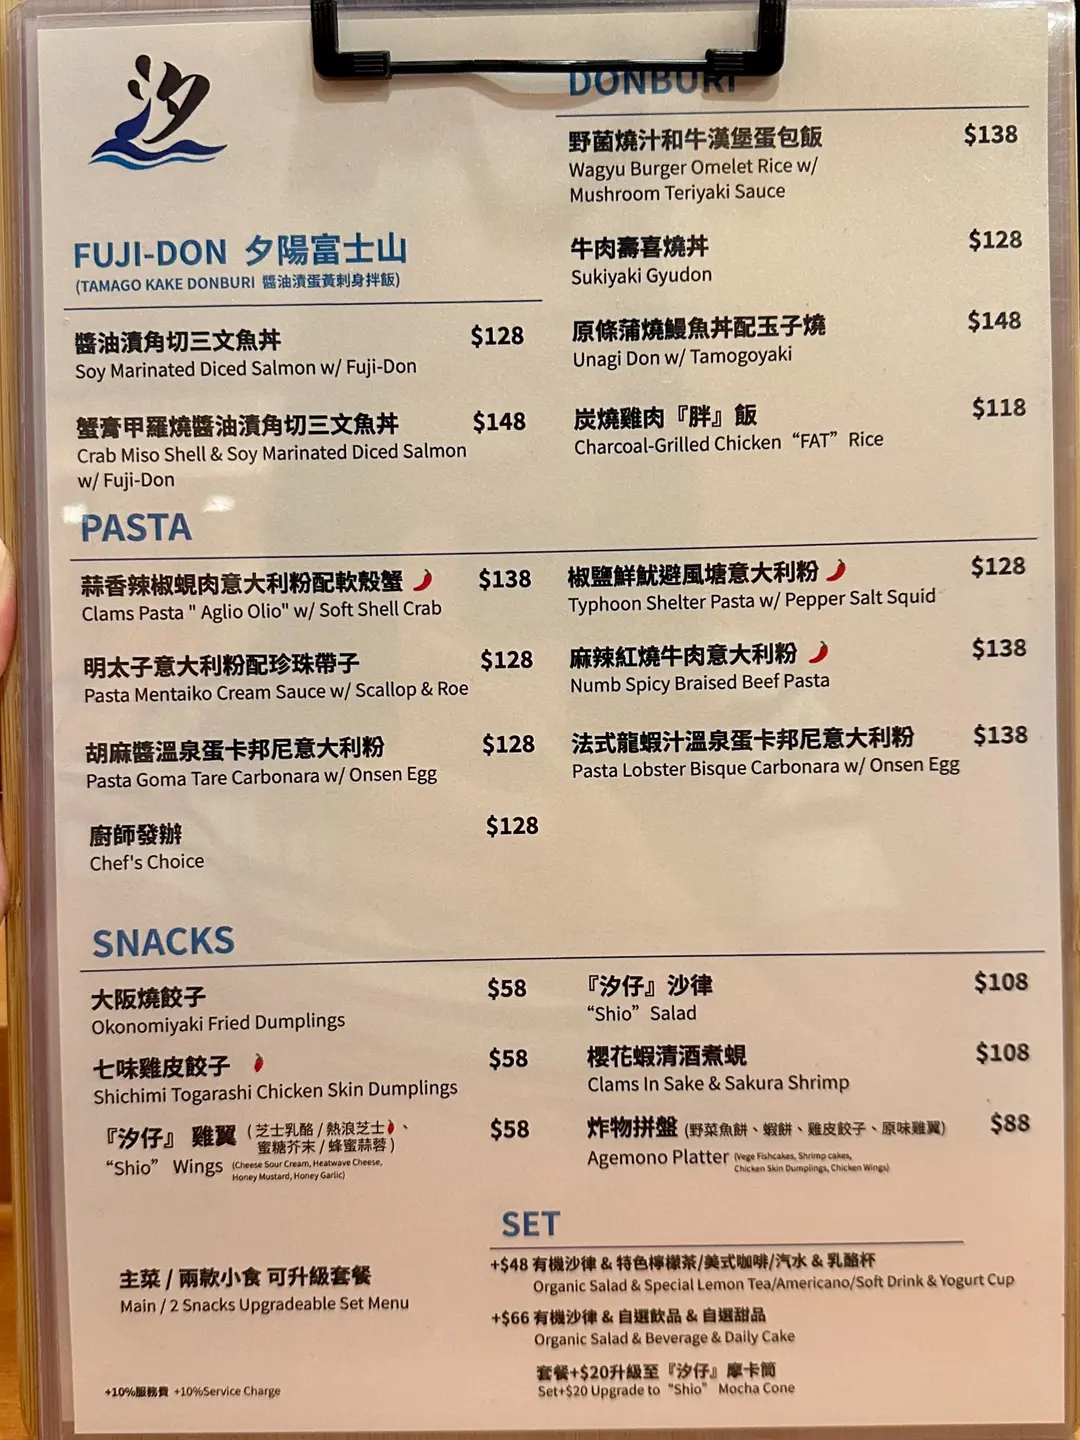 汐
FUJI-DON 夕陽富士山
(TAMAGO KAKE DONBURI 醬油漬蛋黃刺身拌飯)
醬油漬角切三文魚丼 $128
Soy Marinated Diced Salmon w/ Fuji-Don
蟹膏甲羅燒醬油漬角切三文魚丼 $148
Crab Miso Shell & Soy Marinated Diced Salmon
w/ Fuji-Don
DONBURI
野菌燒汁和牛漢堡蛋包飯 $138
Wagyu Burger Omelet Rice w/
Mushroom Teriyaki Sauce
牛肉壽喜燒丼 $128
Sukiyaki Gyudon
原條蒲燒鰻魚丼配玉子燒 $148
Unagi Don w/ Tamogoyaki
炭燒雞肉『胖』飯 $118
Charcoal-Grilled Chicken “FAT” Rice
PASTA
蒜香辣椒蜆肉意大利粉配軟殼蟹 $138
Clams Pasta " Aglio Olio" w/ Soft Shell Crab
明太子意大利粉配珍珠帶子 $128
Pasta Mentaiko Cream Sauce w/ Scallop & Roe
胡麻醬溫泉蛋卡邦尼意大利粉 $128
Pasta Goma Tare Carbonara w/ Onsen Egg
廚師發辦 $128
Chef's Choice
椒鹽鮮魷避風塘意大利粉 $128
Typhoon Shelter Pasta w/ Pepper Salt Squid
麻辣紅燒牛肉意大利粉 $138
Numb Spicy Braised Beef Pasta
法式龍蝦汁溫泉蛋卡邦尼意大利粉 $138
Pasta Lobster Bisque Carbonara w/ Onsen Egg
SNACKS
大阪燒餃子 $58
Okonomiyaki Fried Dumplings
七味雞皮餃子 $58
Shichimi Togarashi Chicken Skin Dumplings
『汐仔』 雞翼 (芝士乳酪 / 熱浪芝士、 $58
蜜糖芥末 / 蜂蜜蒜蓉)
“Shio” Wings (Cheese Sour Cream, Heatwave Cheese,
Honey Mustard, Honey Garlic)
『汐仔』沙律 $108
“Shio” Salad
櫻花蝦清酒煮蜆 $108
Clams In Sake & Sakura Shrimp
炸物拼盤 (野菜魚餅、蝦餅、雞皮餃子、原味雞翼) $88
Agemono Platter (Vege Fishcakes, Shrimp cakes,
Chicken Skin Dumplings, Chicken Wings)
主菜 / 兩款小食 可升級套餐
Main / 2 Snacks Upgradeable Set Menu
SET
+$48 有機沙律 & 特色檸檬茶/美式咖啡/汽水 & 乳酪杯
Organic Salad & Special Lemon Tea/Americano/Soft Drink & Yogurt Cup
+$66 有機沙律 & 自選飲品 & 自選甜品
Organic Salad & Beverage & Daily Cake
套餐+$20升級至『汐仔』摩卡筒
Set+$20 Upgrade to “Shio” Mocha Cone
+10%服務費 +10%Service Charge